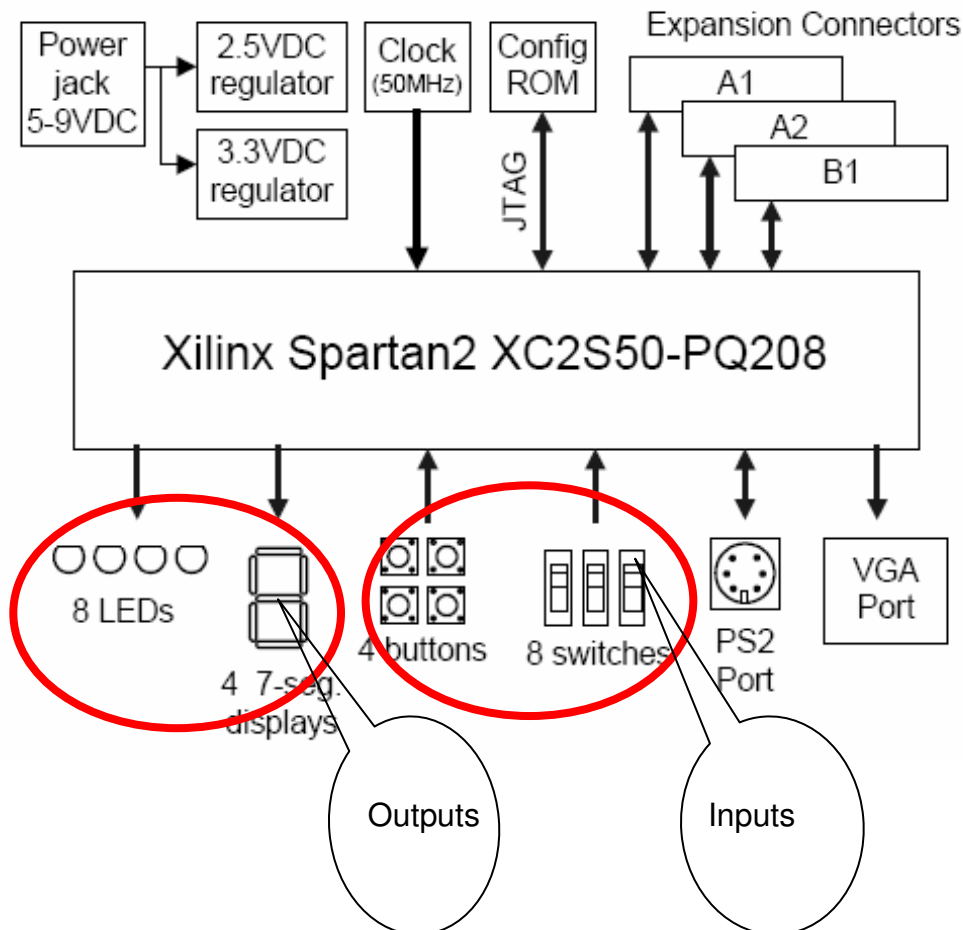 Power
jack
5-9VDC
2.5VDC
regulator
3.3VDC
regulator
Clock
(50MHz)
Config
ROM
JTAG
Expansion Connectors
A1
A2
B1
Xilinx Spartan2 XC2S50-PQ208
8 LEDs
4 7-seg.
displays
4 buttons
8 switches
PS2
Port
VGA
Port
Outputs
Inputs